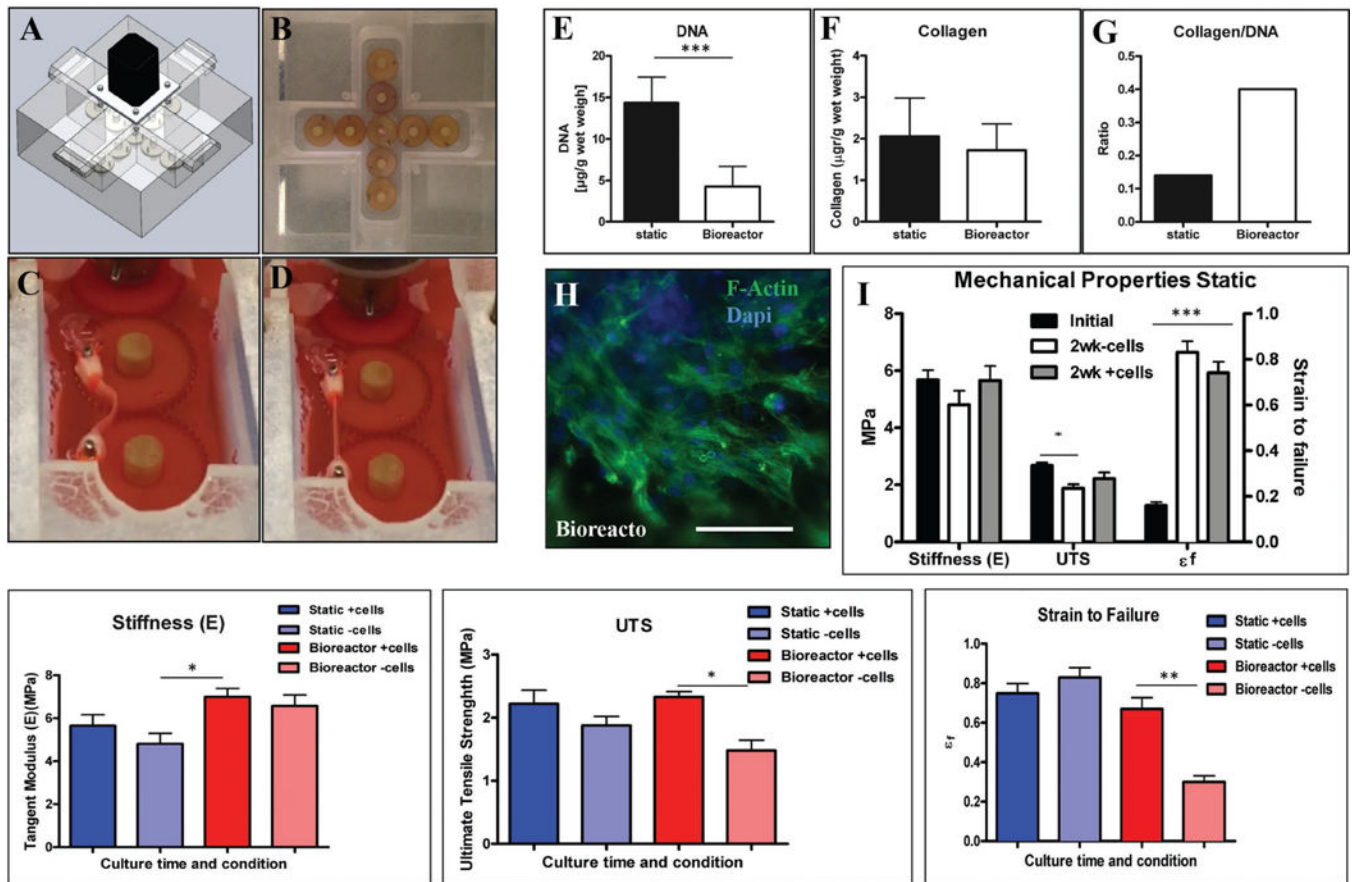 A
B
C
D
E
DNA
***
DNA
[µg/g wet weigh]
20
15
10
5
0
static
Bioreactor
F
Collagen
Collagen (µgr/g wet weight)
4
3
2
1
0
static
Bioreactor
G
Collagen/DNA
Ratio
0.4
0.3
0.2
0.1
0.0
static
Bioreactor
H
F-Actin
Dapi
Bioreacto
I
Mechanical Properties Static
Initial
2wk-cells
2wk +cells
***
*
MPa
8
6
4
2
0
Strain to failure
1.0
0.8
0.6
0.4
0.2
0.0
Stiffness (E)
UTS
εf
Stiffness (E)
Static +cells
Static -cells
Bioreactor +cells
Bioreactor -cells
*
Tangent Modulus (E)(MPa)
8
6
4
2
0
Culture time and condition
UTS
Static +cells
Static -cells
Bioreactor +cells
Bioreactor -cells
*
Ultimate Tensile Strenghth (MPa)
3
2
1
0
Culture time and condition
Strain to Failure
Static +cells
Static -cells
Bioreactor +cells
Bioreactor -cells
**
εf
1.0
0.8
0.6
0.4
0.2
0.0
Culture time and condition